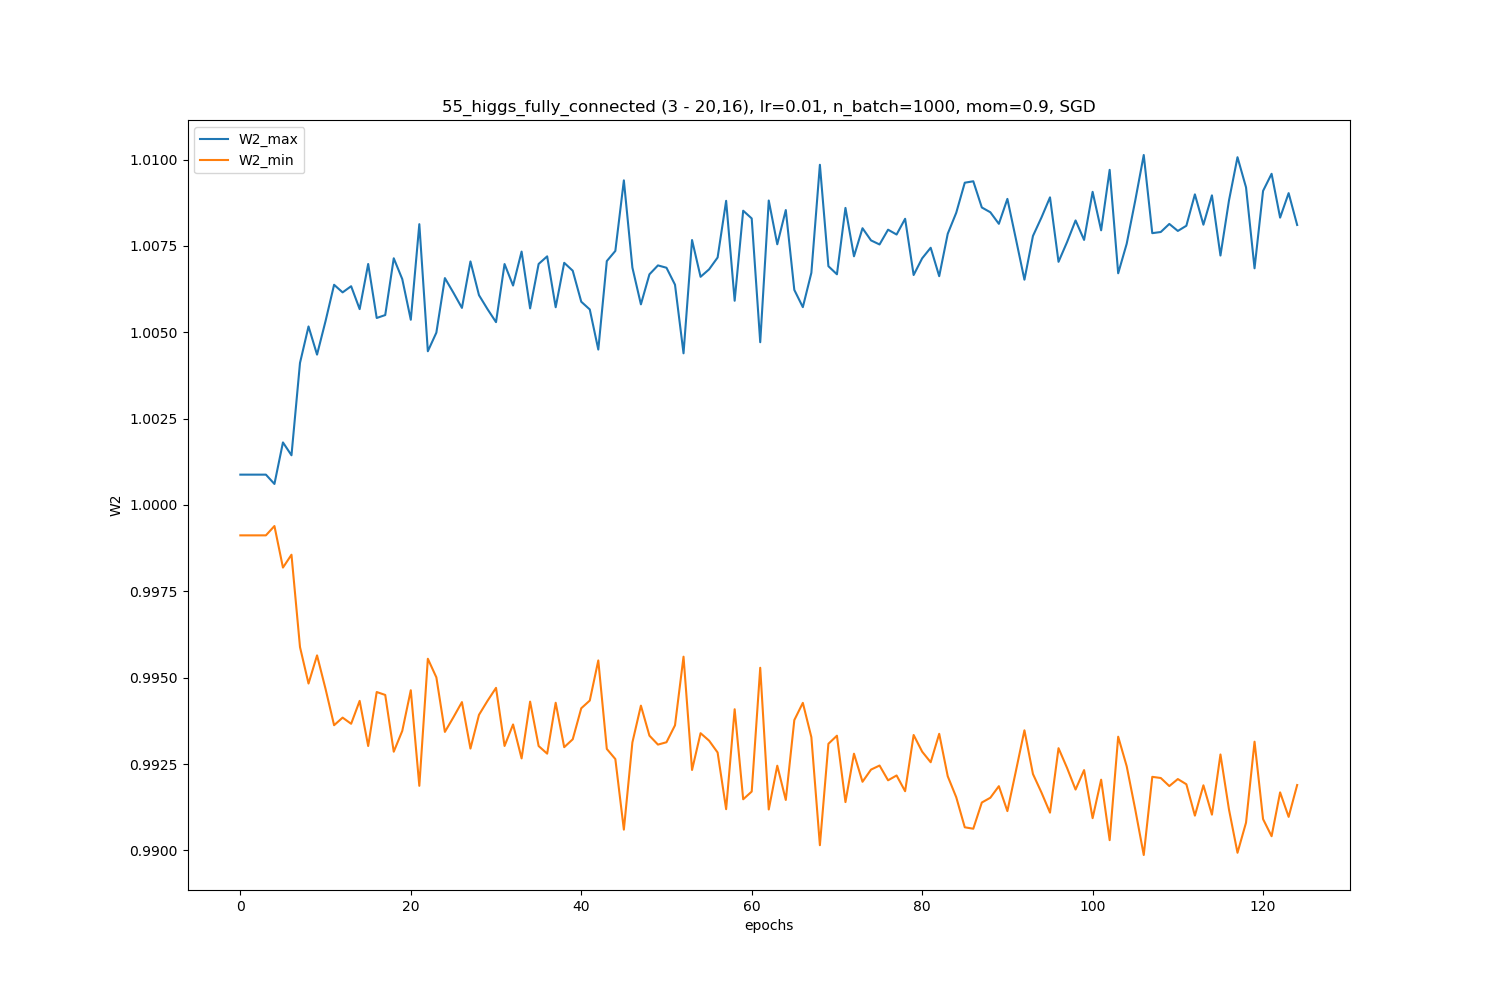 55_higgs_fully_connected (3 - 20,16), lr=0.01, n_batch=1000, mom=0.9, SGD
W2_max
W2_min
1.0100
1.0075
1.0050
1.0025
1.0000
0.9975
0.9950
0.9925
0.9900
W2
0 20 40 60 80 100 120
epochs